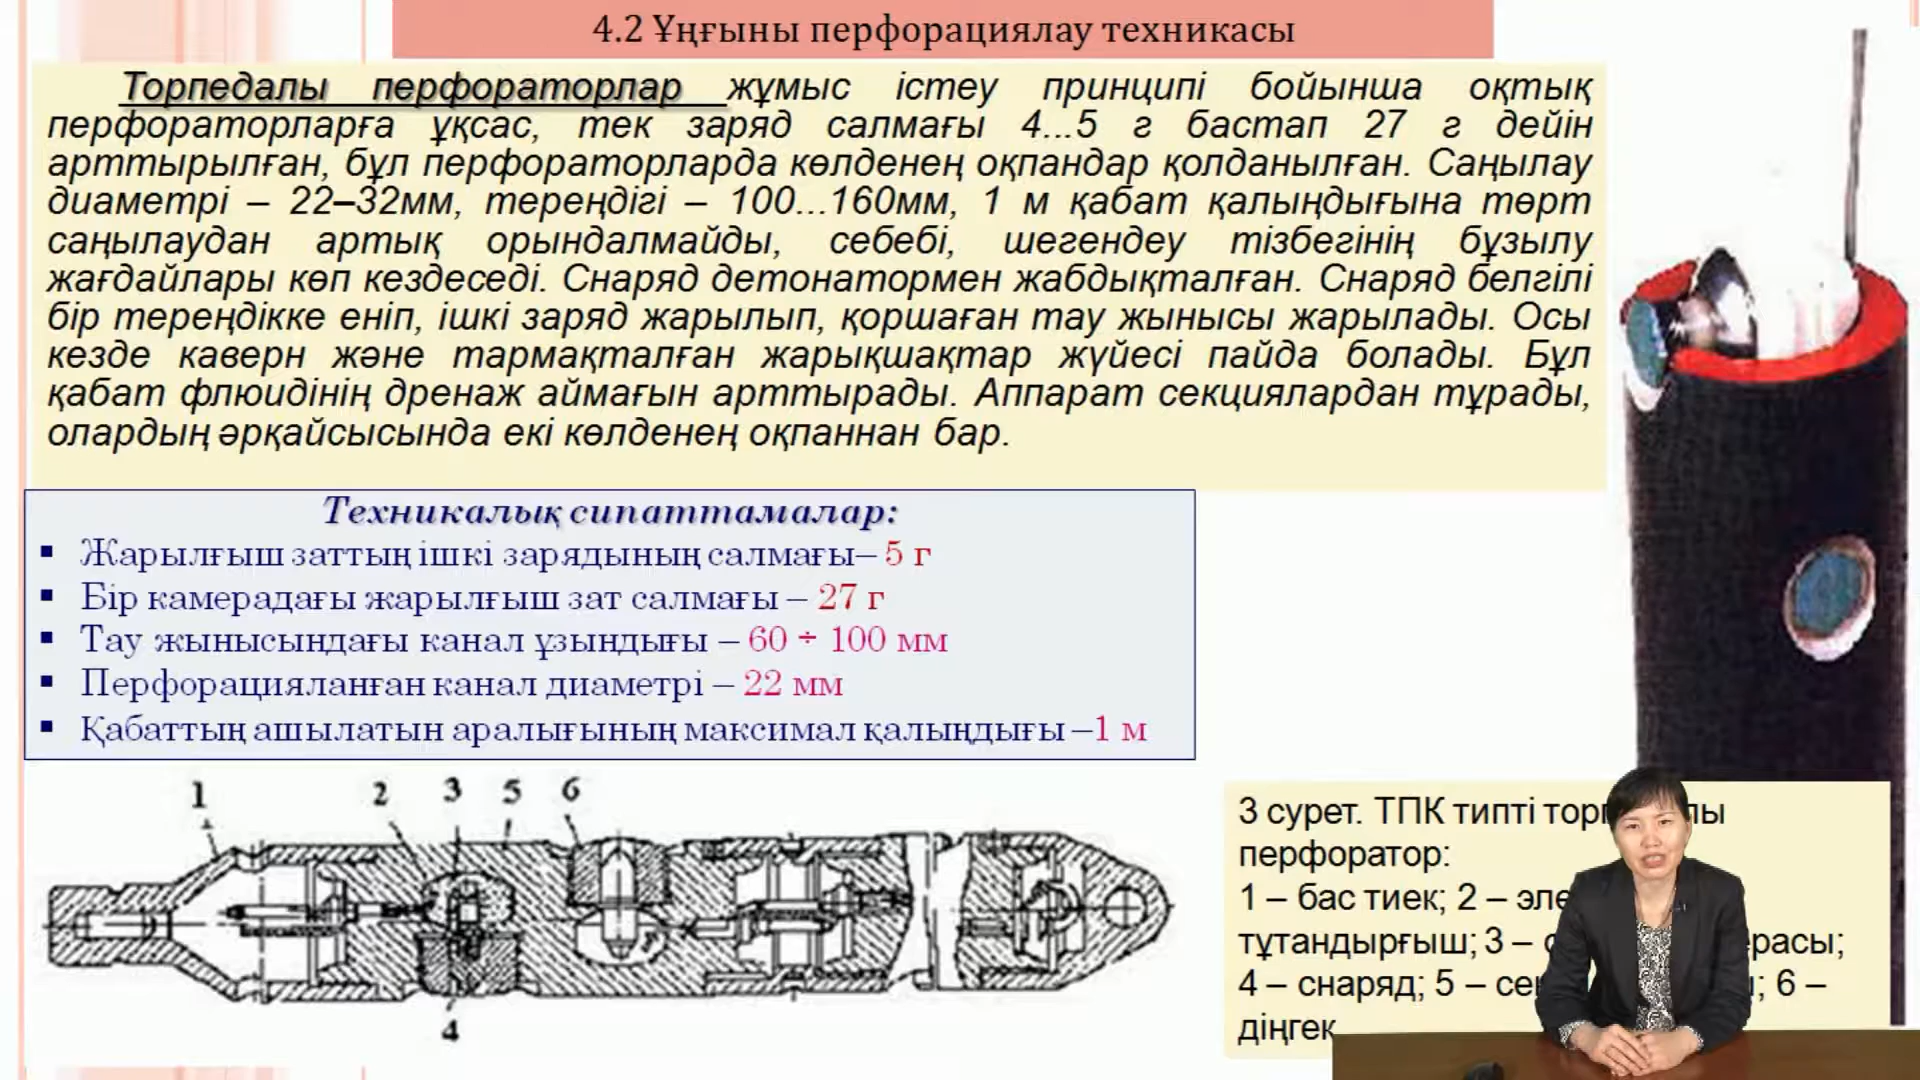 4.2 Ұңғыны перфорациялау техникасы
Торпедалы перфораторлар жұмыс істеу принципі бойынша оқтық
перфораторларға ұқсас, тек заряд салмағы 4...5 г бастап 27 г дейін
арттырылған, бұл перфораторларда көлденең оқпандар қолданылған. Саңылау
диаметрі – 22–32мм, тереңдігі – 100...160мм, 1 м қабат қалыңдығына төрт
саңылаудан артық орындалмайды, себебі, шегендеу тізбегінің бұзылу
жағдайлары көп кездеседі. Снаряд детонатормен жабдықталған. Снаряд белгілі
бір тереңдікке еніп, ішкі заряд жарылып, қоршаған тау жынысы жарылады. Осы
кезде каверн және тармақталған жарықшақтар жүйесі пайда болады. Бұл
қабат флюидінің дренаж аймағын арттырады. Аппарат секциялардан тұрады,
олардың әрқайсысында екі көлденең оқпаннан бар.
Техникалық сипаттамалар:
▪ Жарылғыш заттың ішкі зарядының салмағы– 5 г
▪ Бір камерадағы жарылғыш зат салмағы – 27 г
▪ Тау жынысындағы канал ұзындығы – 60 ÷ 100 мм
▪ Перфорацияланған канал диаметрі – 22 мм
▪ Қабаттың ашылатын аралығының максимал қалыңдығы –1 м
1 2 3 5 6
4
3 сурет. ТПК типті
перфоратор:
1 – бас тиек; 2 –
тұтандырғыш; 3 –
4 – снаряд; 5 – ; 6 –
діңгек